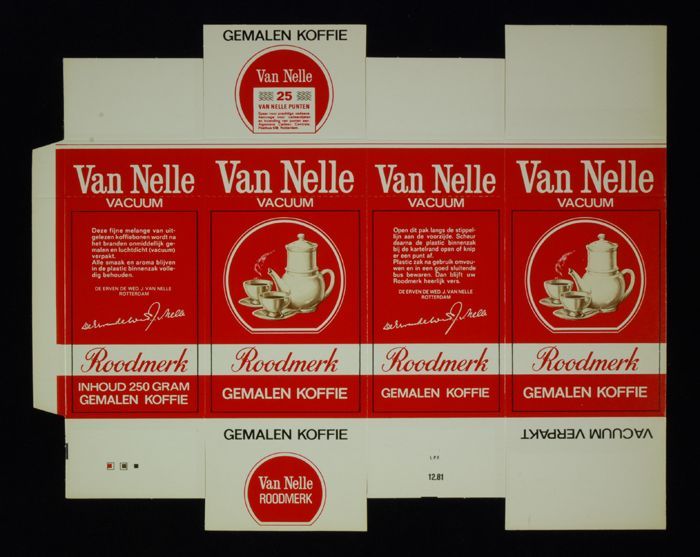 GEMALEN KOFFIE
Van Nelle
25
VAN NELLE PUNTEN
Van Nelle
VACUUM
Deze fijne melange van uit-
gelezen koffiebonen wordt na
het branden onmiddellijk ge-
malen en luchtdicht (vacuum)
verpakt.
Alle smaak en aroma blijven
in de plastic binnenzak volle-
dig behouden.
DE ERVEN DE WED. J. VAN NELLE
ROTTERDAM
Roodmerk
INHOUD 250 GRAM
GEMALEN KOFFIE
Van Nelle
VACUUM
Roodmerk
GEMALEN KOFFIE
Van Nelle
VACUUM
Open dit pak langs de stippel-
lijn aan de voorzijde. Scheur
daarna de plastic binnenzak
bij de kartelrand open of knip
er een punt af.
Plastic zak na gebruik omvou-
wen en in een goed sluitende
bus bewaren. Dan blijft uw
Roodmerk heerlijk vers.
DE ERVEN DE WED. J. VAN NELLE
ROTTERDAM
Roodmerk
GEMALEN KOFFIE
Van Nelle
VACUUM
Roodmerk
GEMALEN KOFFIE
GEMALEN KOFFIE
Van Nelle
ROODMERK
12.81
VACUUM VERPAKT